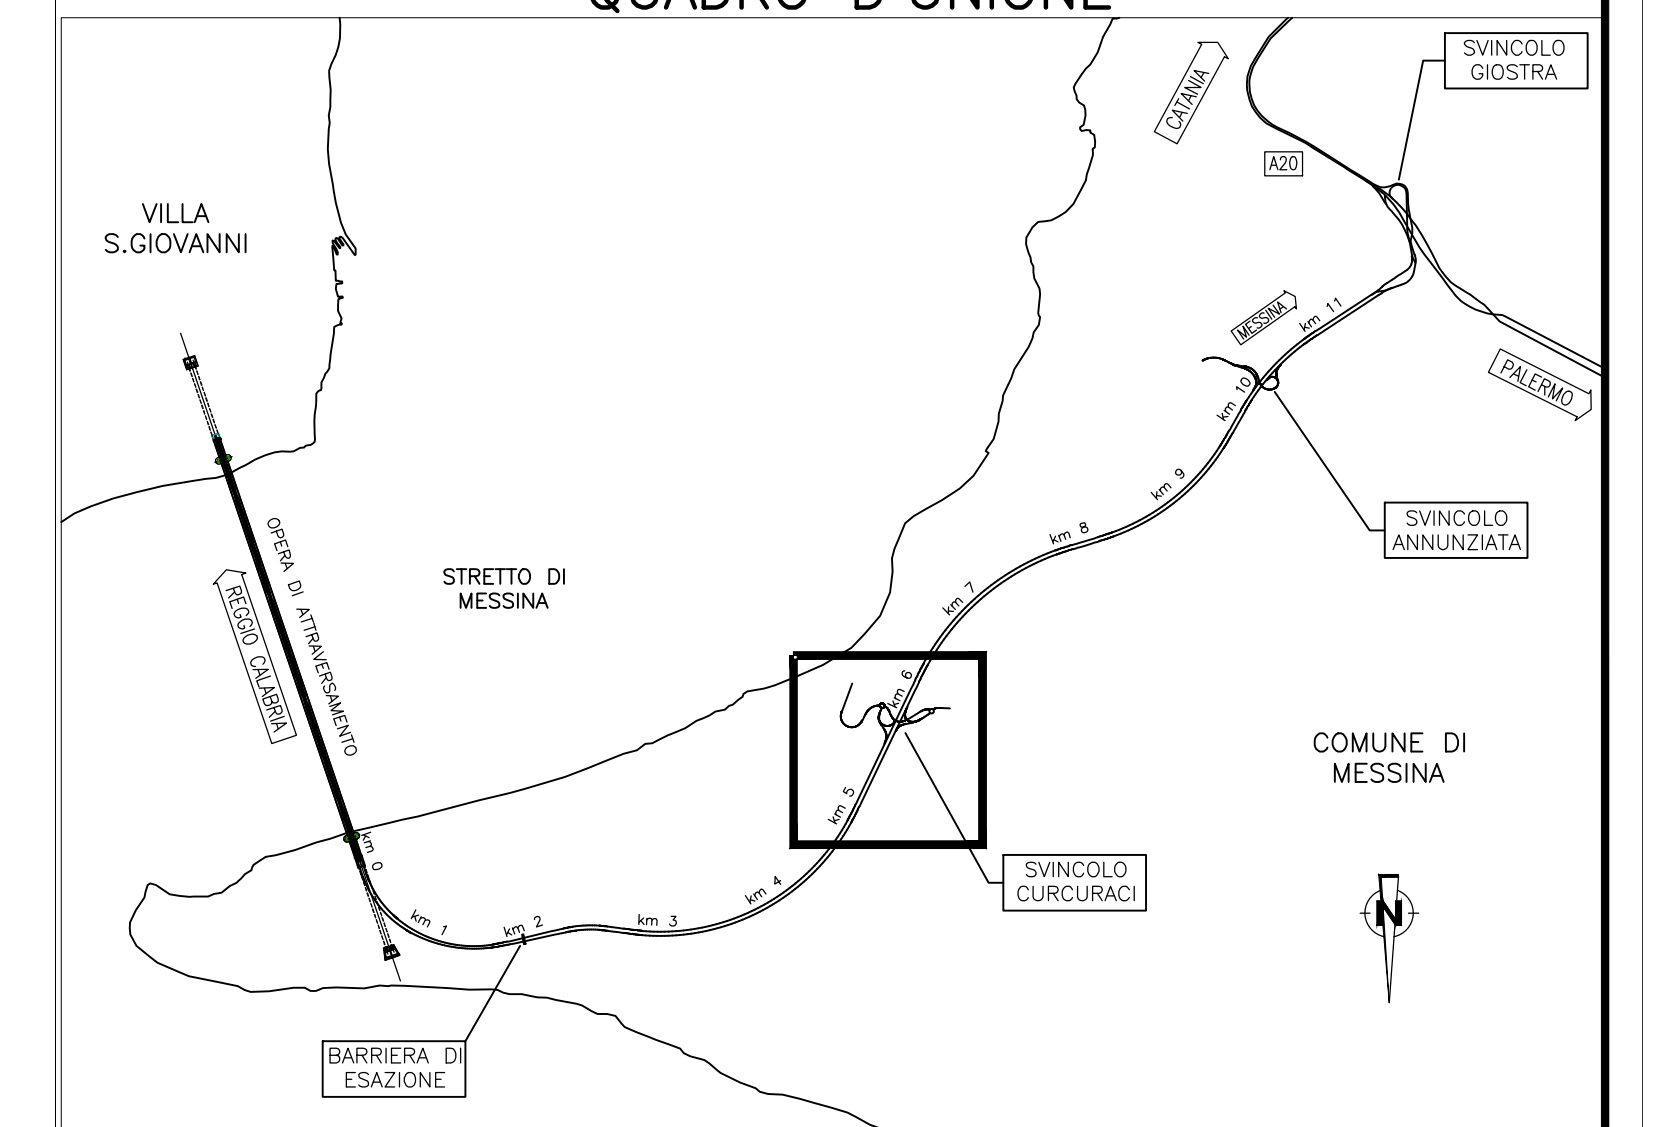 QUADRO D'UNIONE
SVINCOLO
GIOSTRA
CATANIA
A20
VILLA
S.GIOVANNI
MESSINA
km 11
PALERMO
km 10
km 9
SVINCOLO
ANNUNZIATA
km 8
OPERA DI ATTRAVERSAMENTO
REGGIO CALABRIA
STRETTO DI
MESSINA
km 7
km 6
COMUNE DI
MESSINA
km 5
km 0
SVINCOLO
CURCURACI
km 4
km 3
km 2
km 1
N
BARRIERA DI
ESAZIONE